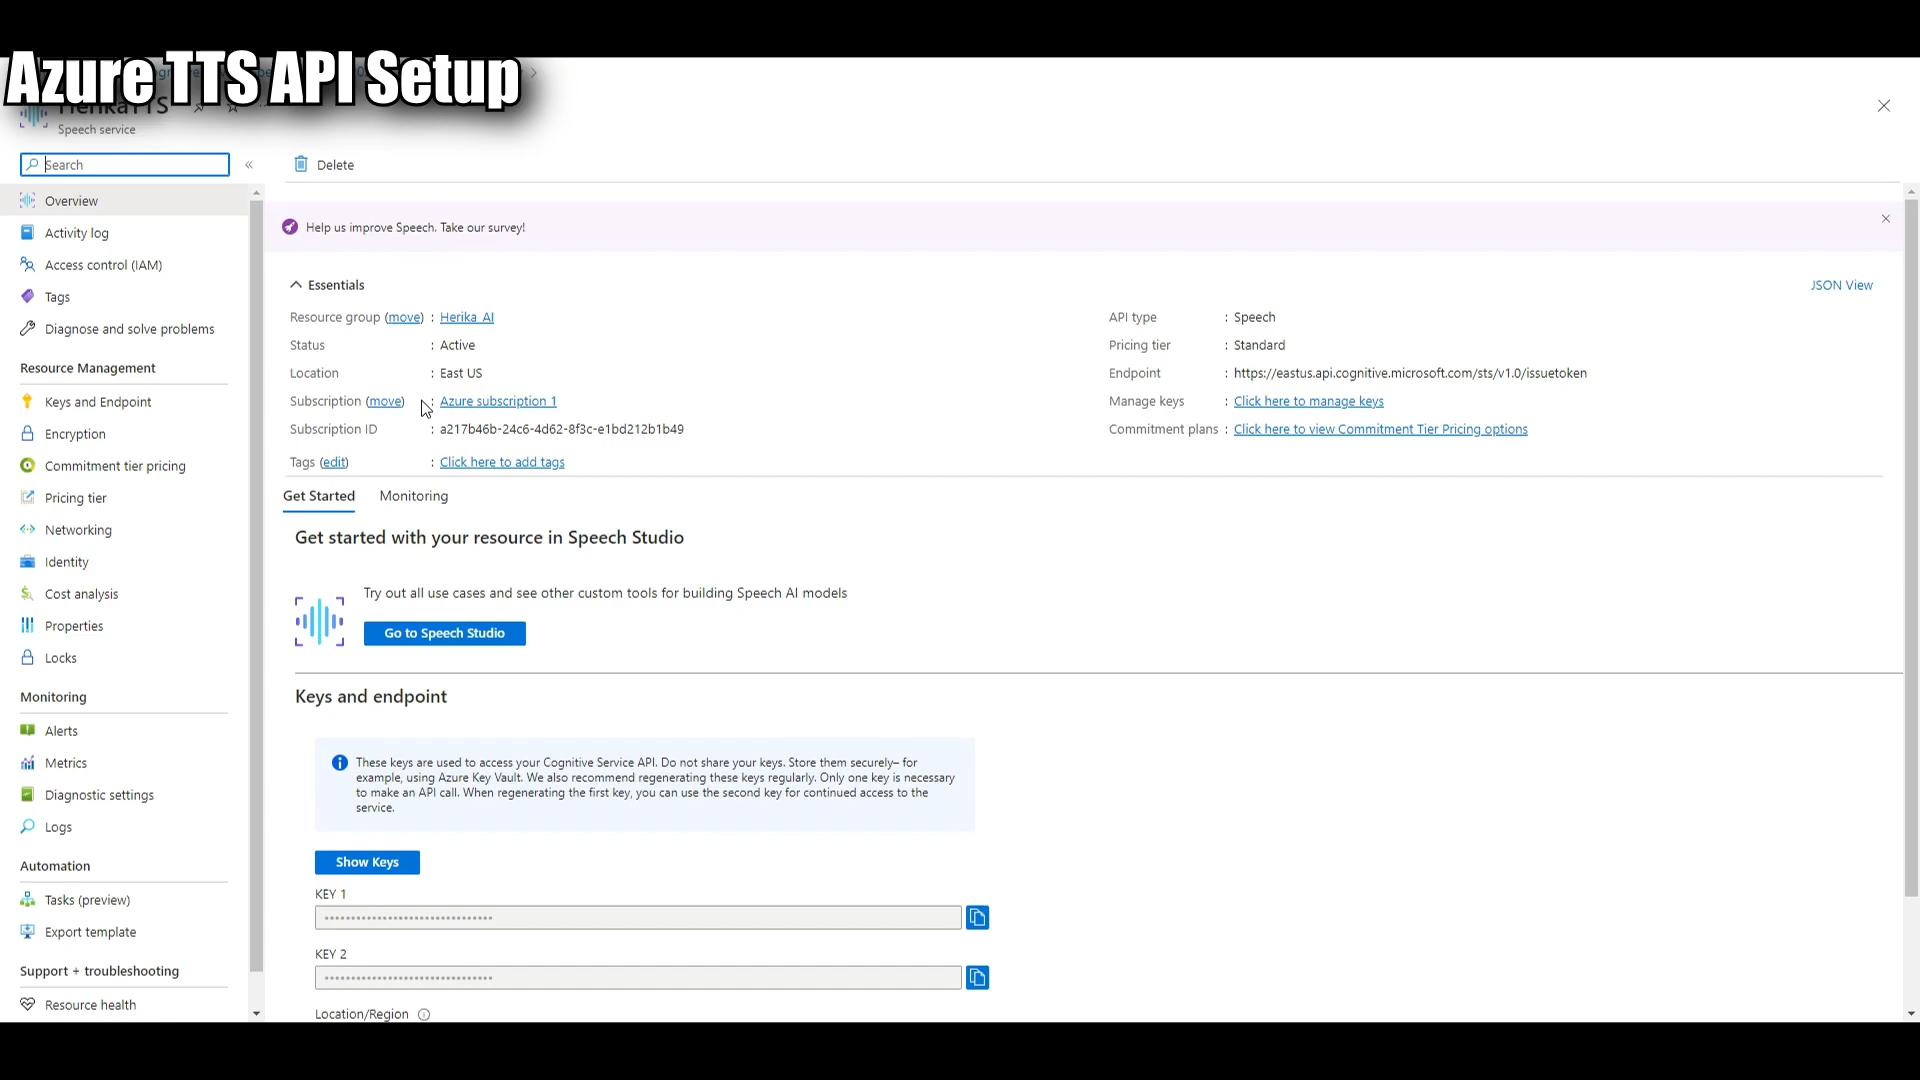 Azure TTS API Setup
HerikaTTS
Speech service
Search
«
Delete
Overview
Activity log
Access control (IAM)
Tags
Diagnose and solve problems
Resource Management
Keys and Endpoint
Encryption
Commitment tier pricing
Pricing tier
Networking
Identity
Cost analysis
Properties
Locks
Monitoring
Alerts
Metrics
Diagnostic settings
Logs
Automation
Tasks (preview)
Export template
Support + troubleshooting
Resource health
Help us improve Speech. Take our survey!
Essentials
JSON View
Resource group (move) : Herika_AI
Status : Active
Location : East US
Subscription (move) : Azure subscription 1
Subscription ID : a217b46b-24c6-4d62-8f3c-e1bd212b1b49
Tags (edit) : Click here to add tags
API type : Speech
Pricing tier : Standard
Endpoint : https://eastus.api.cognitive.microsoft.com/sts/v1.0/issuetoken
Manage keys : Click here to manage keys
Commitment plans : Click here to view Commitment Tier Pricing options
Get Started Monitoring
Get started with your resource in Speech Studio
Try out all use cases and see other custom tools for building Speech AI models
Go to Speech Studio
Keys and endpoint
These keys are used to access your Cognitive Service API. Do not share your keys. Store them securely– for
example, using Azure Key Vault. We also recommend regenerating these keys regularly. Only one key is necessary
to make an API call. When regenerating the first key, you can use the second key for continued access to the
service.
Show Keys
KEY 1
••••••••••••••••••••••••••••••••
KEY 2
••••••••••••••••••••••••••••••••
Location/Region